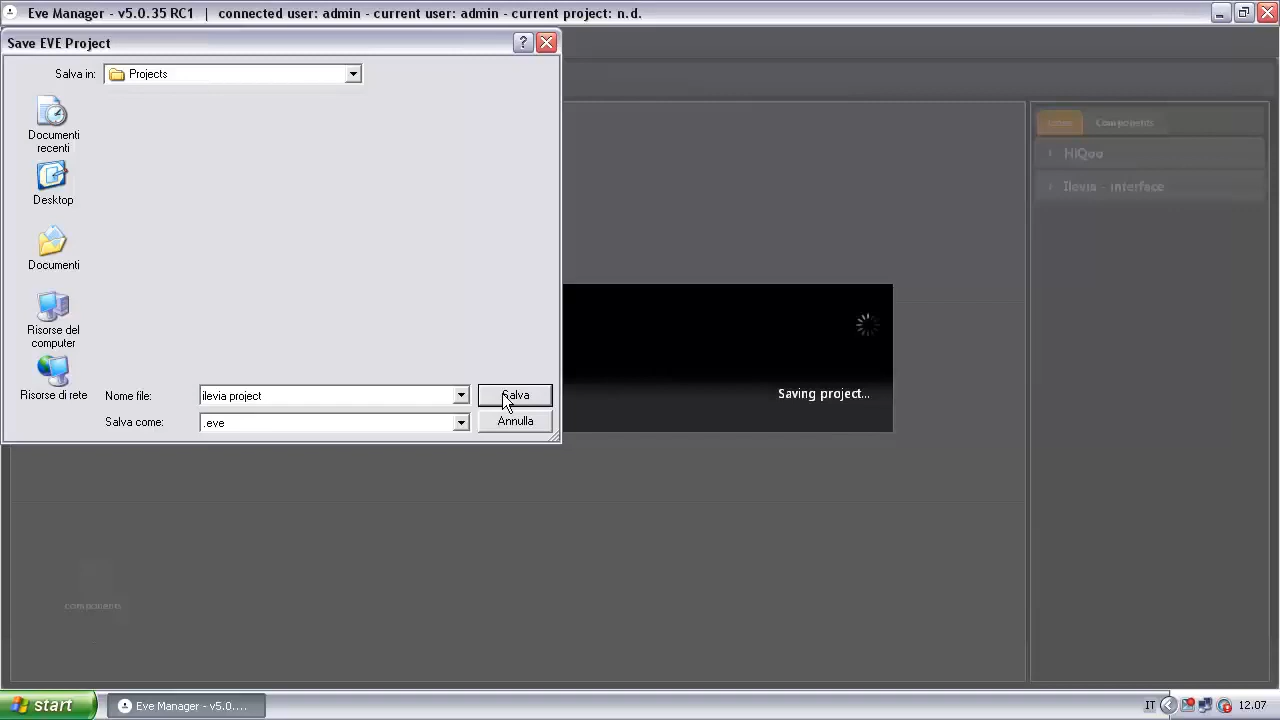 Eve Manager - v5.0.35 RC1 | connected user: admin - current user: admin - current project: n.d.
Save EVE Project
Salva in:
Projects
Documenti recenti
Desktop
Documenti
Risorse del computer
Risorse di rete
Nome file:
ilevia project
Salva
Salva come:
.eve
Annulla
Saving project...
Components
HiQoo
Ilevia - interface
components
start
Eve Manager - v5.0....
IT
12.07